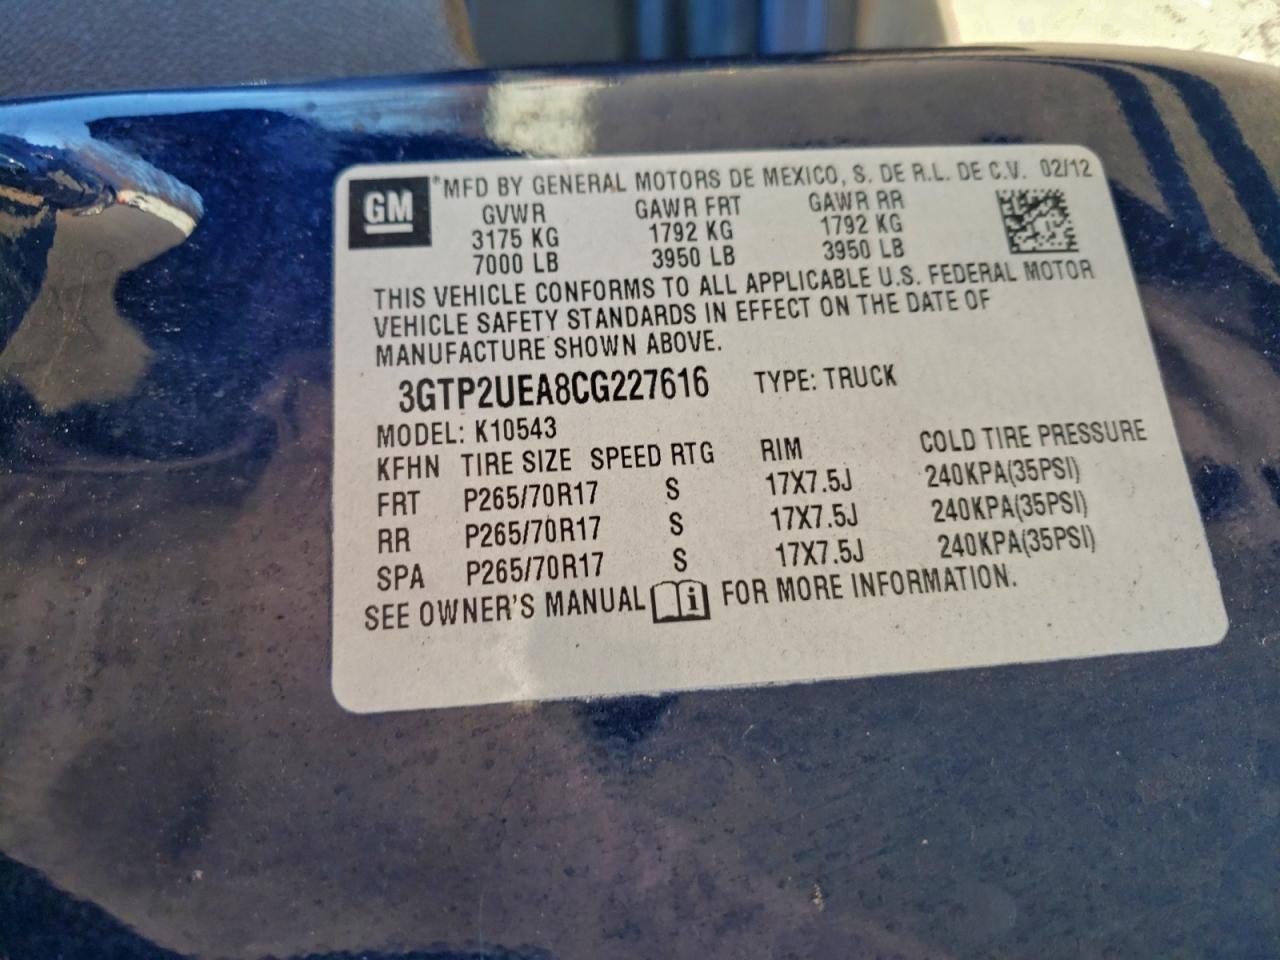 GM
MFD BY GENERAL MOTORS DE MEXICO, S. DE R.L. DE C.V. 02/12
GVWR GAWR FRT GAWR RR
3175 KG 1792 KG 1792 KG
7000 LB 3950 LB 3950 LB
THIS VEHICLE CONFORMS TO ALL APPLICABLE U.S. FEDERAL MOTOR
VEHICLE SAFETY STANDARDS IN EFFECT ON THE DATE OF
MANUFACTURE SHOWN ABOVE.
3GTP2UEA8CG227616 TYPE: TRUCK
MODEL: K10543
KFHN TIRE SIZE SPEED RTG RIM COLD TIRE PRESSURE
FRT P265/70R17 S 17X7.5J 240KPA(35PSI)
RR P265/70R17 S 17X7.5J 240KPA(35PSI)
SPA P265/70R17 S 17X7.5J 240KPA(35PSI)
SEE OWNER'S MANUAL i FOR MORE INFORMATION.